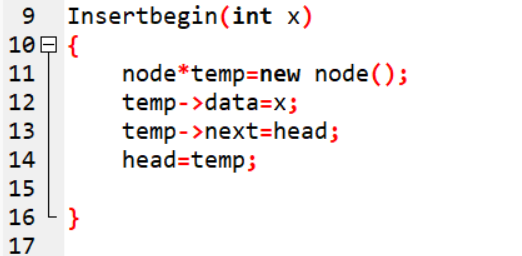 9 Insertbegin(int x)
10 {
11 node*temp=new node();
12 temp->data=x;
13 temp->next=head;
14 head=temp;
15
16 }
17